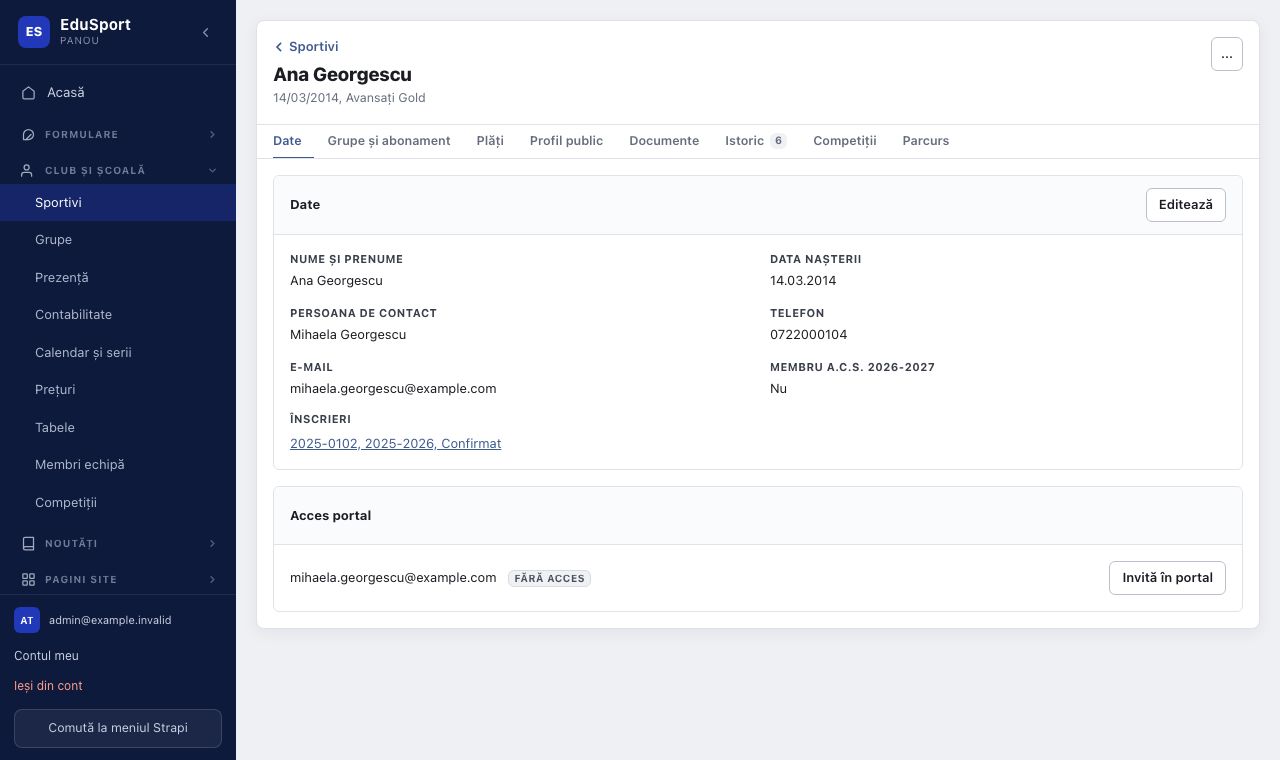 ES
EduSport
PANOU
Acasă
FORMULARE
CLUB ȘI ȘCOALĂ
Sportivi
Grupe
Prezență
Contabilitate
Calendar și serii
Prețuri
Tabele
Membri echipă
Competiții
NOUTĂȚI
PAGINI SITE
AT
admin@example.invalid
Contul meu
Ieși din cont
Comută la meniul Strapi
Sportivi
...
Ana Georgescu
14/03/2014, Avansați Gold
Date Grupe și abonament Plăți Profil public Documente Istoric 6 Competiții Parcurs
Date
Editează
NUME ȘI PRENUME
Ana Georgescu
DATA NAȘTERII
14.03.2014
PERSOANA DE CONTACT
Mihaela Georgescu
TELEFON
0722000104
E-MAIL
mihaela.georgescu@example.com
MEMBRU A.C.S. 2026-2027
Nu
ÎNSCRIERI
2025-0102, 2025-2026, Confirmat
Acces portal
mihaela.georgescu@example.com FĂRĂ ACCES
Invită în portal